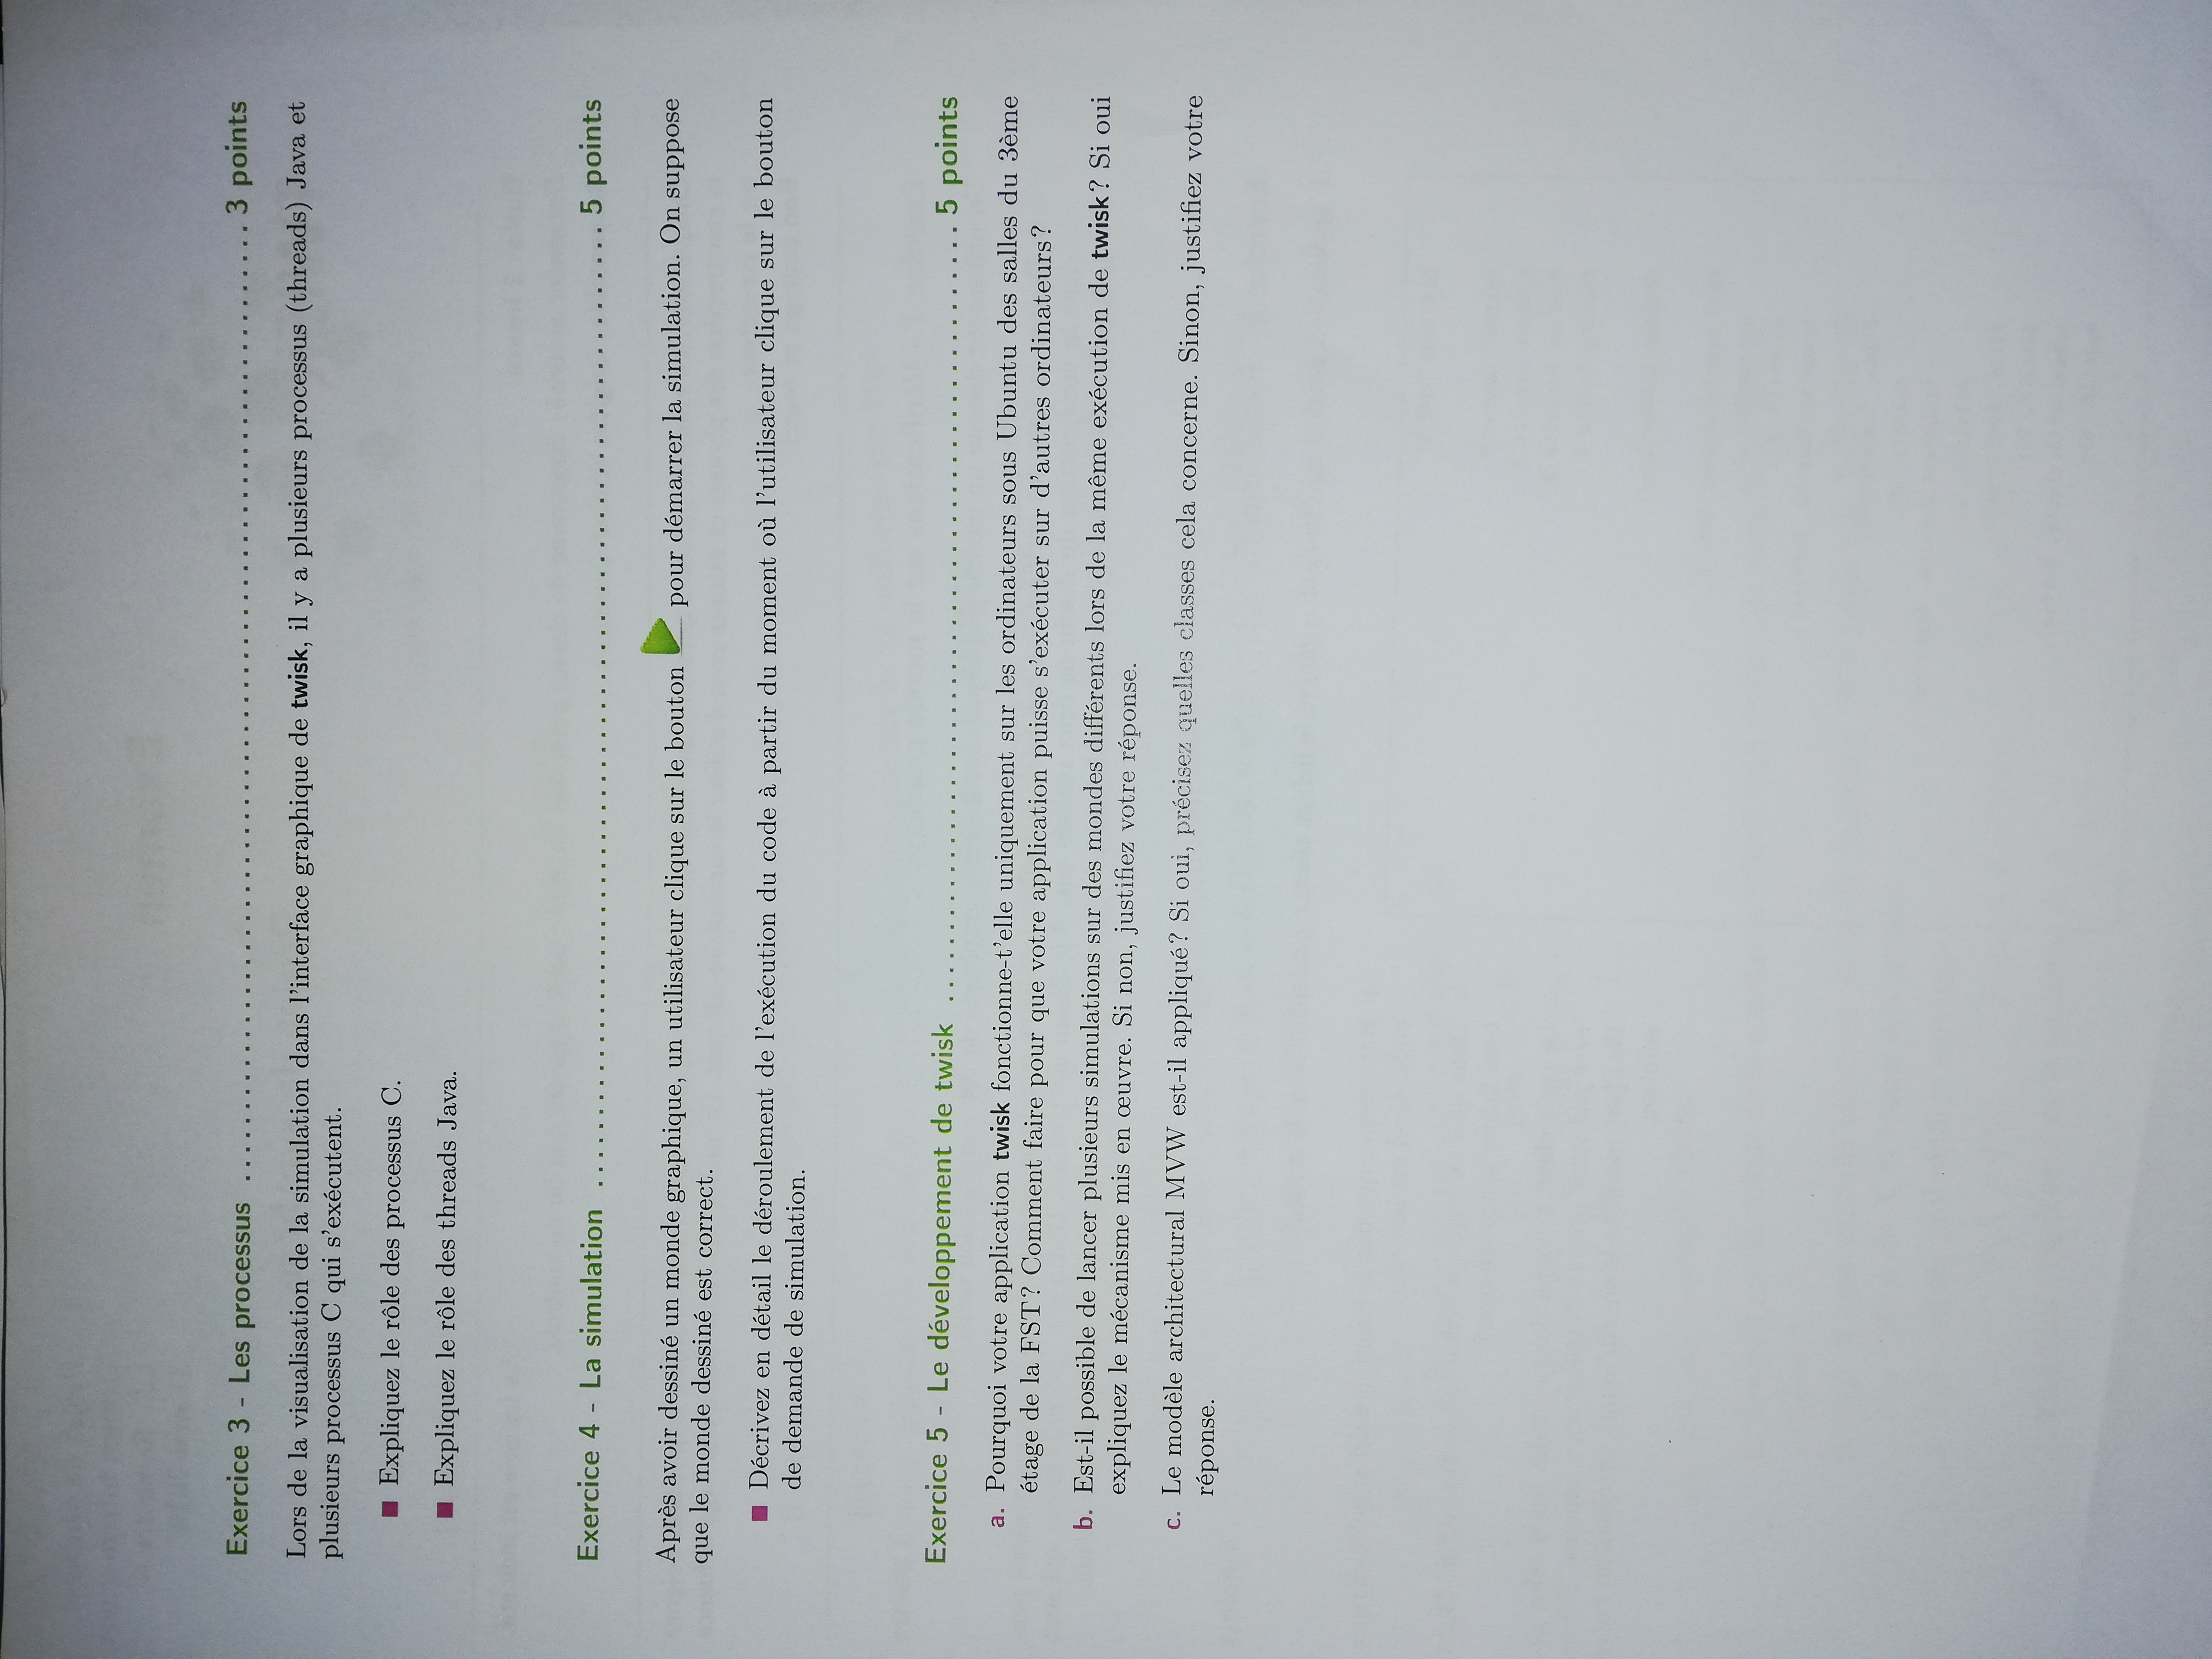 Exercice 3 - Les processus ........................................................................ 3 points
Lors de la visualisation de la simulation dans l'interface graphique de twisk, il y a plusieurs processus (threads) Java et
plusieurs processus C qui s'exécutent.
Expliquez le rôle des processus C.
Expliquez le rôle des threads Java.
Exercice 4 - La simulation ........................................................................ 5 points
Après avoir dessiné un monde graphique, un utilisateur clique sur le bouton pour démarrer la simulation. On suppose
que le monde dessiné est correct.
Décrivez en détail le déroulement de l'exécution du code à partir du moment où l'utilisateur clique sur le bouton
de demande de simulation.
Exercice 5 - Le développement de twisk .......................................................... 5 points
a. Pourquoi votre application twisk fonctionne-t'elle uniquement sur les ordinateurs sous Ubuntu des salles du 3ème
étage de la FST ? Comment faire pour que votre application puisse s'exécuter sur d'autres ordinateurs ?
b. Est-il possible de lancer plusieurs simulations sur des mondes différents lors de la même exécution de twisk ? Si oui
expliquez le mécanisme mis en œuvre. Si non, justifiez votre réponse.
c. Le modèle architectural MVW est-il appliqué ? Si oui, précisez quelles classes cela concerne. Sinon, justifiez votre
réponse.